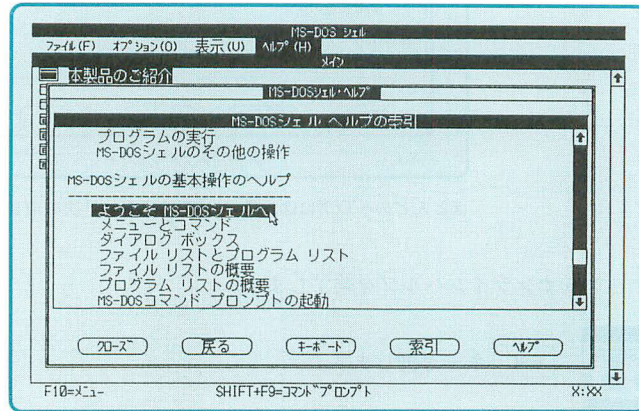 MS-DOS ｼｪﾙ
ﾌｧｲﾙ(F) ｵﾌﾟｼｮﾝ(O) 表示(U) ﾍﾙﾌﾟ(H)
ﾒｲﾝ
本製品のご紹介
MS-DOSｼｪﾙ･ﾍﾙﾌﾟ
MS-DOSシェル ヘルプの索引
プログラムの実行
MS-DOSシェルのその他の操作
MS-DOSシェルの基本操作のヘルプ
--------------------------------
ようこそ MS-DOSシェルへ
メニューとコマンド
ダイアログ ボックス
ファイル リストとプログラム リスト
ファイル リストの概要
プログラム リストの概要
MS-DOSコマンド プロンプトの起動
ｸﾛｰｽﾞ 戻る ｷｰﾎﾞｰﾄﾞ 索引 ﾍﾙﾌﾟ
F10=ﾒﾆｭｰ SHIFT+F9=ｺﾏﾝﾄﾞﾌﾟﾛﾝﾌﾟﾄ X:XX